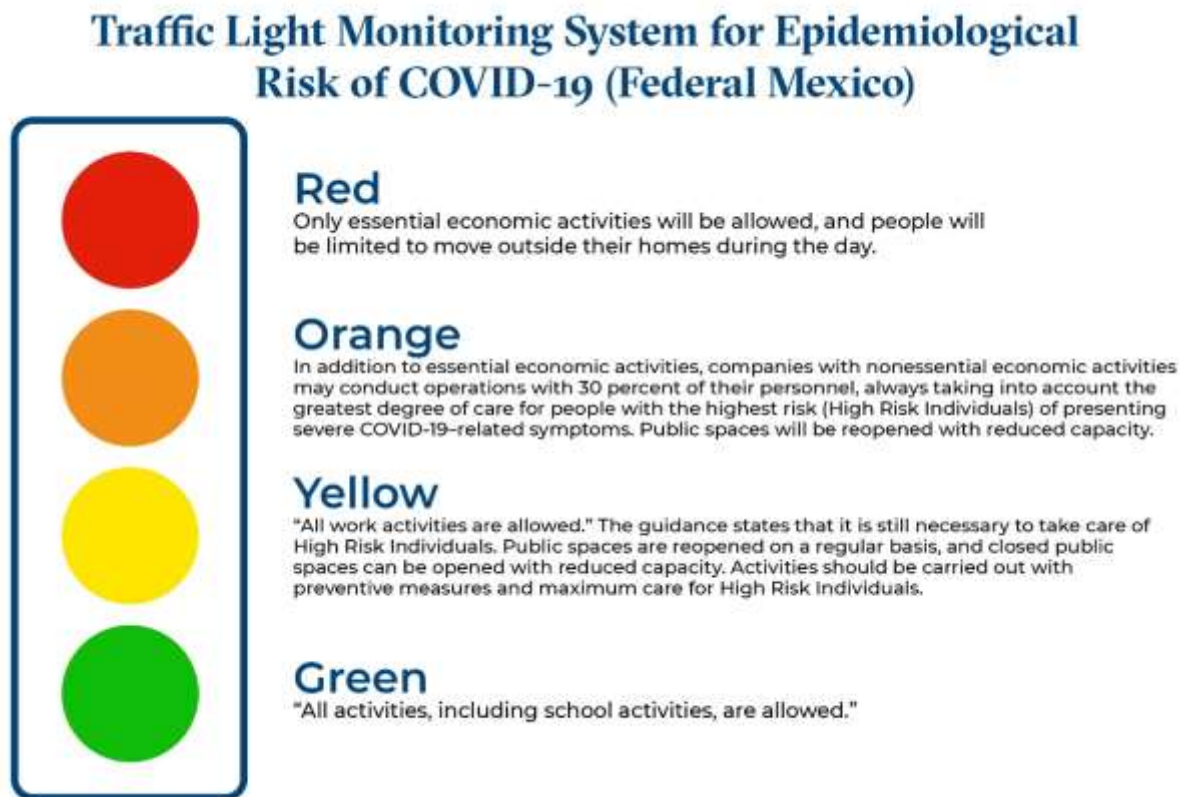 Traffic Light Monitoring System for Epidemiological
Risk of COVID-19 (Federal Mexico)
Red
Only essential economic activities will be allowed, and people will
be limited to move outside their homes during the day.
Orange
In addition to essential economic activities, companies with nonessential economic activities
may conduct operations with 30 percent of their personnel, always taking into account the
greatest degree of care for people with the highest risk (High Risk Individuals) of presenting
severe COVID-19–related symptoms. Public spaces will be reopened with reduced capacity.
Yellow
“All work activities are allowed.” The guidance states that it is still necessary to take care of
High Risk Individuals. Public spaces are reopened on a regular basis, and closed public
spaces can be opened with reduced capacity. Activities should be carried out with
preventive measures and maximum care for High Risk Individuals.
Green
“All activities, including school activities, are allowed.”